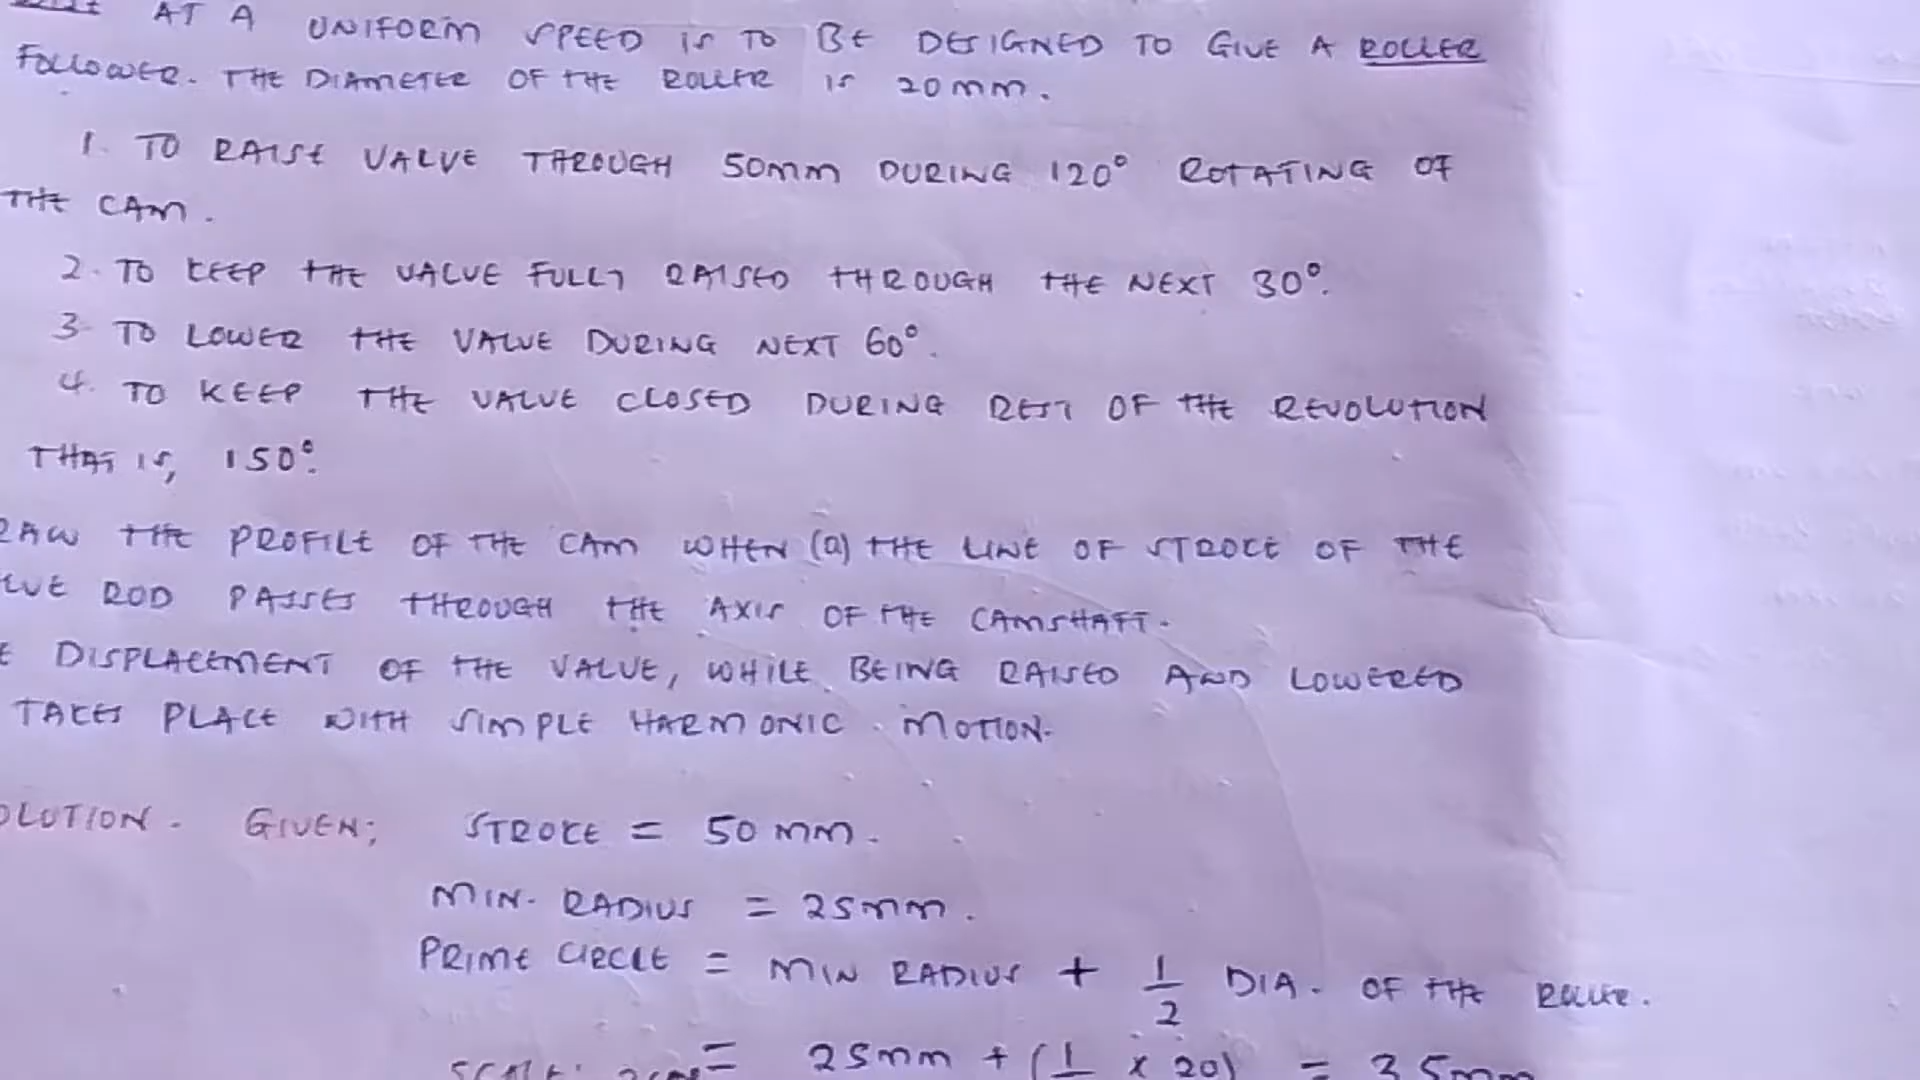 AT A UNIFORM SPEED IS TO BE DESIGNED TO GIVE A ROLLER
FOLLOWER. THE DIAMETER OF THE ROLLER IS 20mm.
1. TO RAISE VALVE THROUGH 50mm DURING 120° ROTATING OF
THE CAM.
2. TO KEEP THE VALVE FULLY RAISED THROUGH THE NEXT 30°.
3. TO LOWER THE VALVE DURING NEXT 60°.
4. TO KEEP THE VALVE CLOSED DURING REST OF THE REVOLUTION
THAT IS, 150°.
RAW THE PROFILE OF THE CAM WHEN (a) THE LINE OF STROKE OF THE
LVE ROD PASSES THROUGH THE AXIS OF THE CAMSHAFT.
E DISPLACEMENT OF THE VALVE, WHILE BEING RAISED AND LOWERED
TAKES PLACE WITH SIMPLE HARMONIC MOTION.
OLUTION. GIVEN; STROKE = 50 mm.
MIN. RADIUS = 25mm.
PRIME CIRCLE = MIN RADIUS + 1/2 DIA. OF THE ROLLER.
= 25mm + (1 x 20) = 35mm